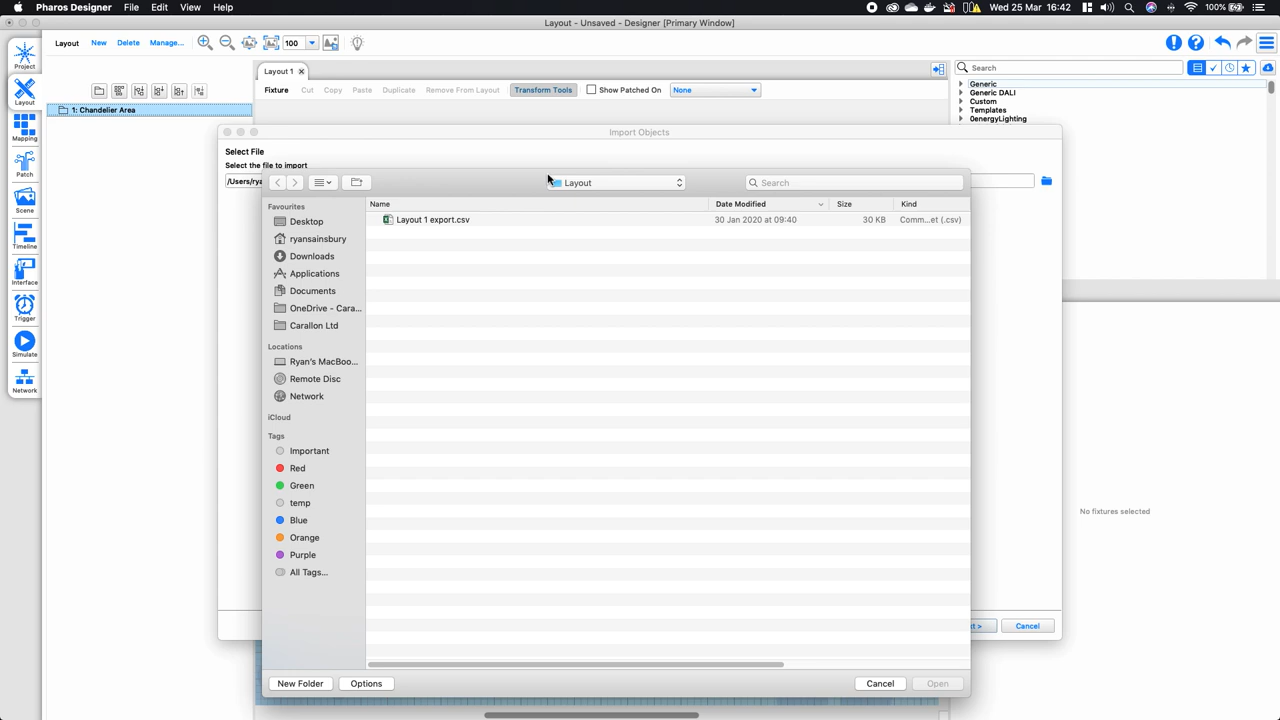 Pharos Designer File Edit View Help Wed 25 Mar 16:42 100%
Layout - Unsaved - Designer [Primary Window]
Project
Layout
Mapping
Patch
Scene
Timeline
Interface
Trigger
Simulate
Network
Layout New Delete Manage... 100
1: Chandelier Area
Layout 1
Fixture Cut Copy Paste Duplicate Remove From Layout Transform Tools Show Patched On None
Search
Generic
Generic DALI
Custom
Templates
0energyLighting
Import Objects
Select File
Select the file to import
/Users/rya
Layout
Search
Favourites
Desktop
ryansainsbury
Downloads
Applications
Documents
OneDrive - Cara...
Carallon Ltd
Locations
Ryan's MacBoo...
Remote Disc
Network
iCloud
Tags
Important
Red
Green
temp
Blue
Orange
Purple
All Tags...
Name Date Modified Size Kind
Layout 1 export.csv 30 Jan 2020 at 09:40 30 KB Comm...et (.csv)
New Folder Options Cancel Open
Cancel
No fixtures selected